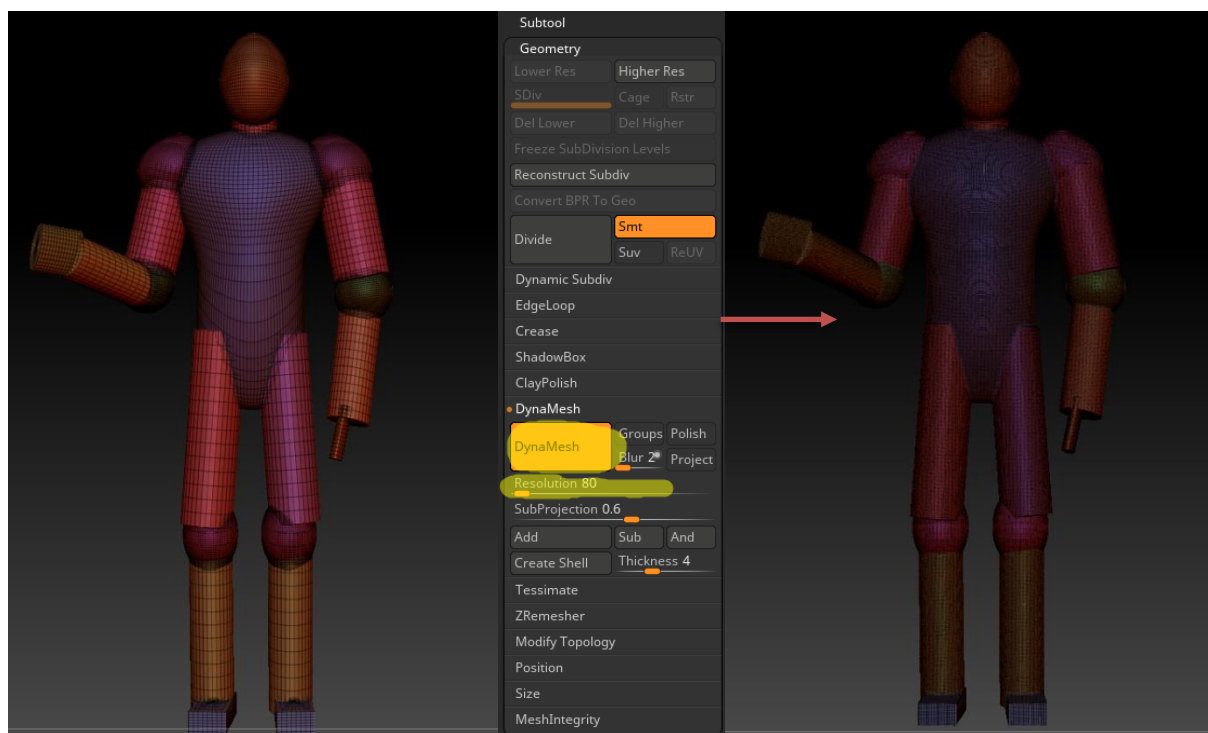 Subtool
Geometry
Lower Res Higher Res
SDiv Cage Rstr
Del Lower Del Higher
Freeze SubDivision Levels
Reconstruct Subdiv
Convert BPR To Geo
Divide Smt
Suv ReUV
Dynamic Subdiv
EdgeLoop
Crease
ShadowBox
ClayPolish
DynaMesh
DynaMesh Groups Polish
Blur 2 Project
Resolution 80
SubProjection 0.6
Add Sub And
Create Shell Thickness 4
Tessimate
ZRemesher
Modify Topology
Position
Size
MeshIntegrity